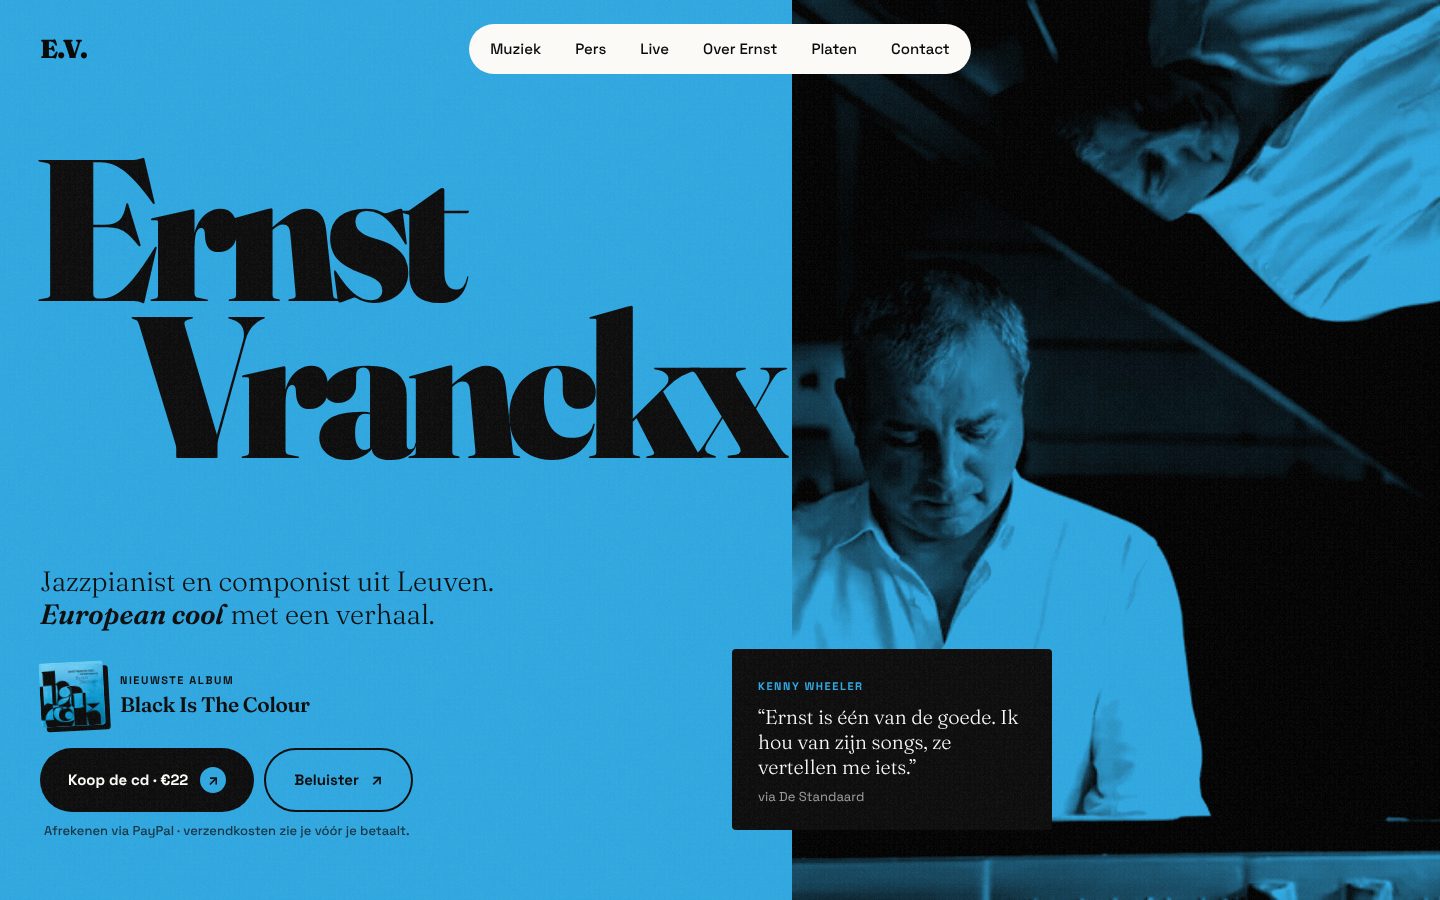 E.V.
Muziek Pers Live Over Ernst Platen Contact
Ernst
Vranckx
Jazzpianist en componist uit Leuven.
European cool met een verhaal.
NIEUWSTE ALBUM
Black Is The Colour
Koop de cd · €22
Beluister
Afrekenen via PayPal · verzendkosten zie je vóór je betaalt.
KENNY WHEELER
“Ernst is één van de goede. Ik
hou van zijn songs, ze
vertellen me iets.”
via De Standaard